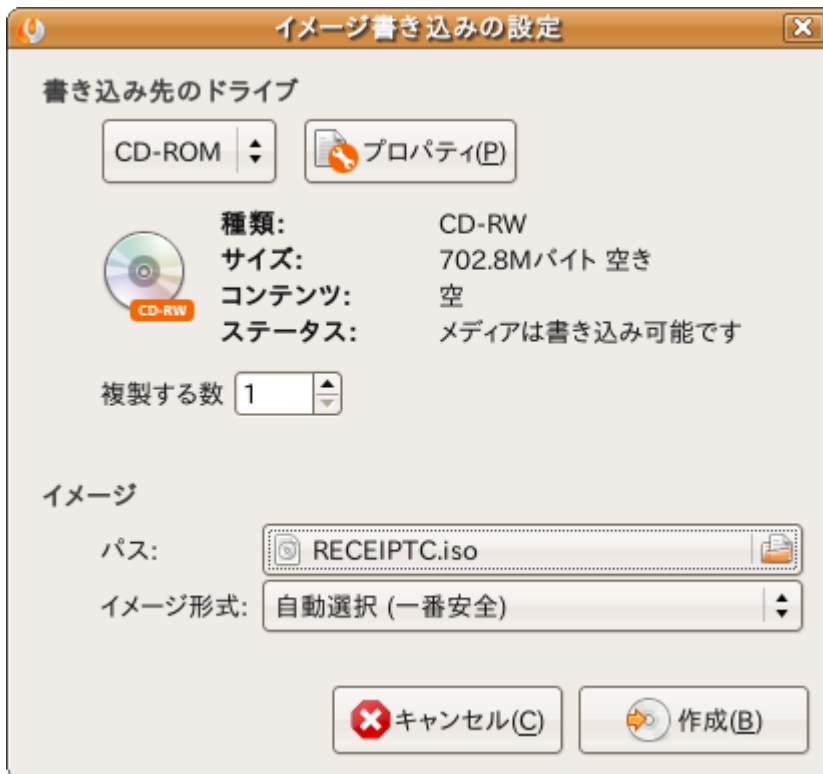 イメージ書き込みの設定
書き込み先のドライブ
CD-ROM プロパティ(P)
種類: CD-RW
サイズ: 702.8Mバイト 空き
コンテンツ: 空
CD-RW
ステータス: メディアは書き込み可能です
複製する数 1
イメージ
パス: RECEIPTC.iso
イメージ形式: 自動選択 (一番安全)
キャンセル(C) 作成(B)